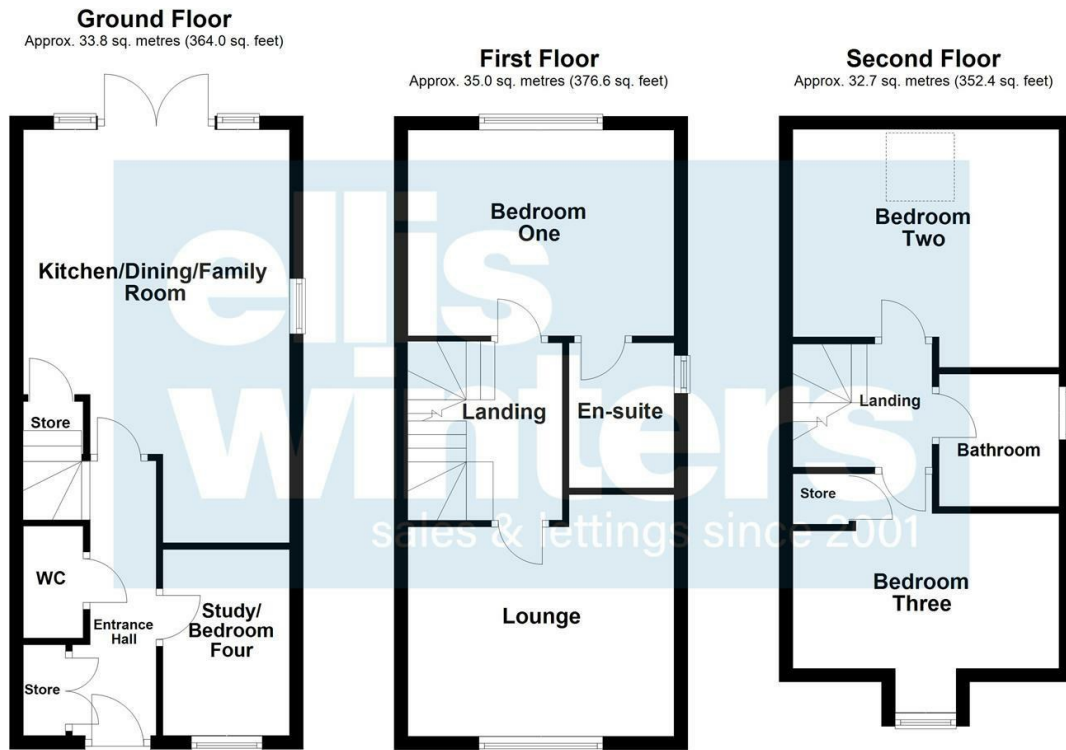 Ground Floor
Approx. 33.8 sq. metres (364.0 sq. feet)
Kitchen/Dining/Family
Room
Store
WC
Entrance
Hall
Study/
Bedroom
Four
Store
First Floor
Approx. 35.0 sq. metres (376.6 sq. feet)
Bedroom
One
Landing
En-suite
Lounge
Second Floor
Approx. 32.7 sq. metres (352.4 sq. feet)
Bedroom
Two
Landing
Bathroom
Store
Bedroom
Three
ellis
winters
sales & lettings since 2001